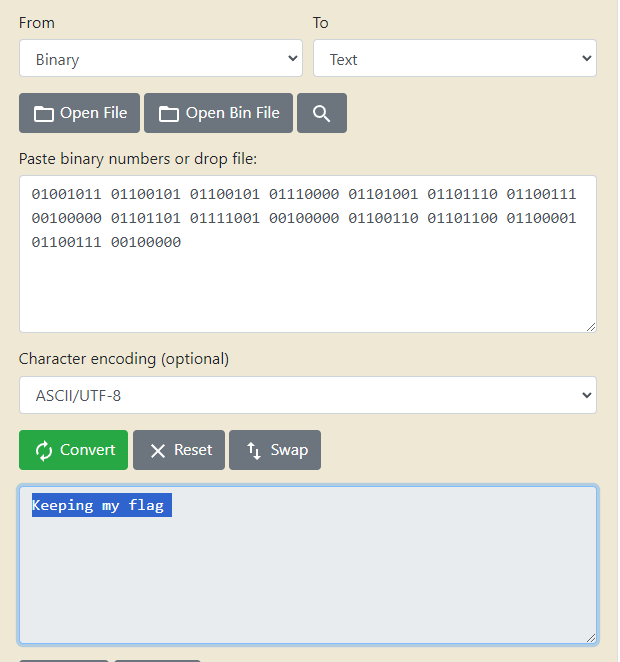 From To
Binary Text
Open File Open Bin File
Paste binary numbers or drop file:
01001011 01100101 01100101 01110000 01101001 01101110 01100111
00100000 01101101 01111001 00100000 01100110 01101100 01100001
01100111 00100000
Character encoding (optional)
ASCII/UTF-8
Convert Reset Swap
Keeping my flag